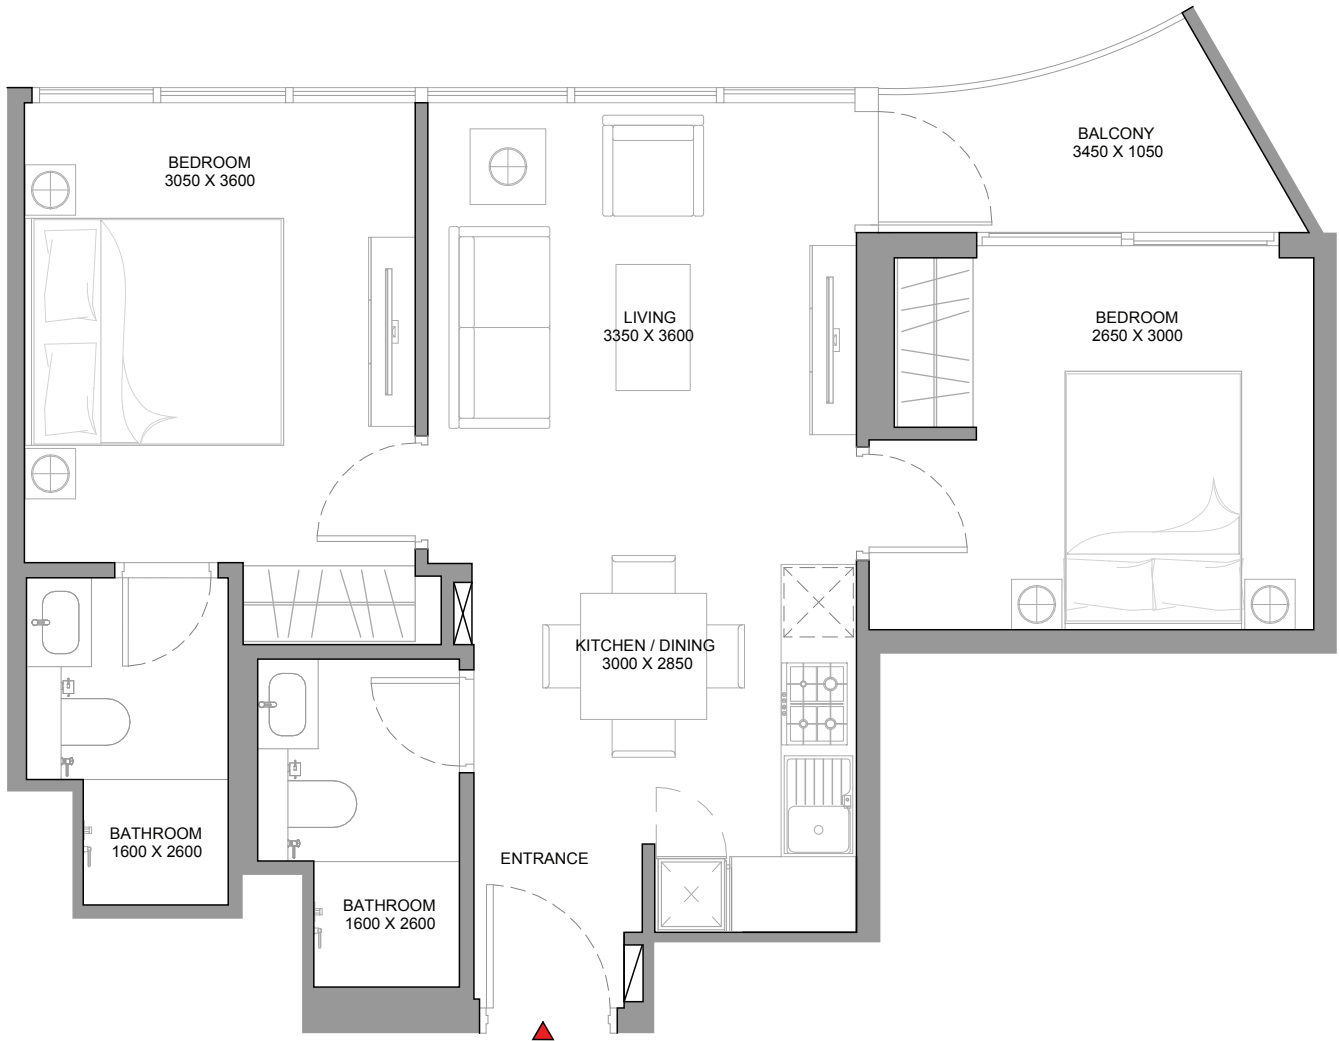 BALCONY
3450 X 1050
BEDROOM
3050 X 3600
LIVING
3350 X 3600
BEDROOM
2650 X 3000
KITCHEN / DINING
3000 X 2850
BATHROOM
1600 X 2600
ENTRANCE
BATHROOM
1600 X 2600